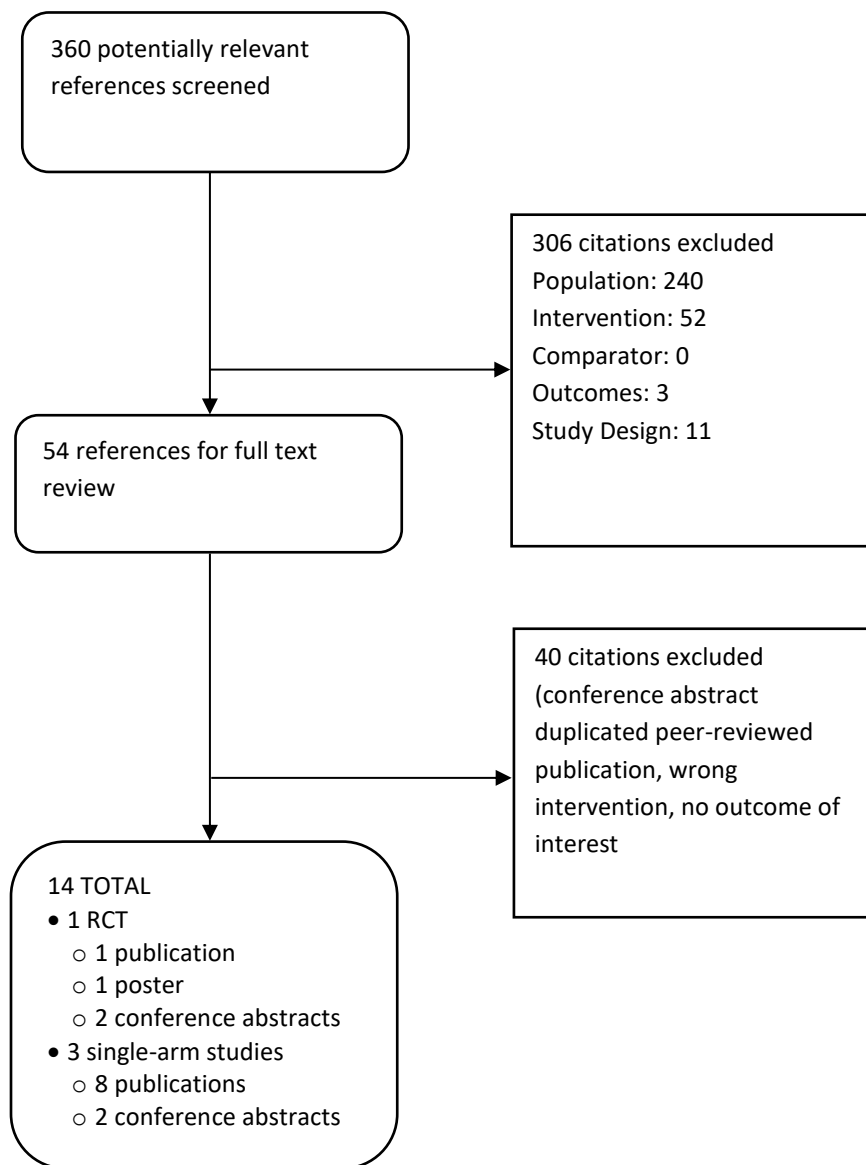 360 potentially relevant
references screened
306 citations excluded
Population: 240
Intervention: 52
Comparator: 0
Outcomes: 3
Study Design: 11
54 references for full text
review
40 citations excluded
(conference abstract
duplicated peer-reviewed
publication, wrong
intervention, no outcome of
interest
14 TOTAL
• 1 RCT
o 1 publication
o 1 poster
o 2 conference abstracts
• 3 single-arm studies
o 8 publications
o 2 conference abstracts